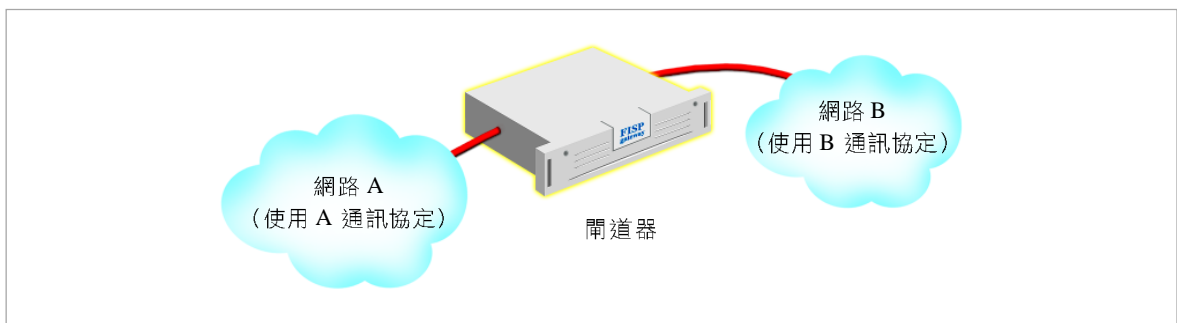 網路 A
（使用 A 通訊協定）
FISP
gateway
閘道器
網路 B
（使用 B 通訊協定）